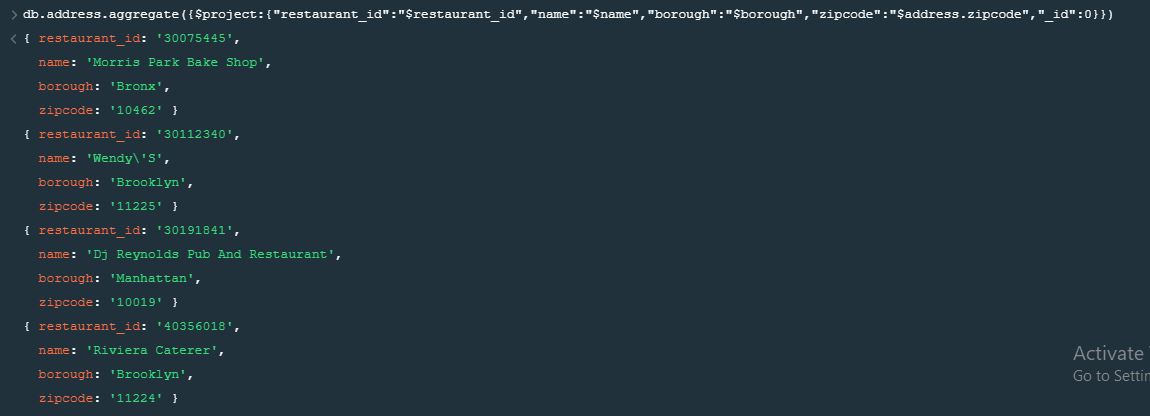 > db.address.aggregate({$project:{"restaurant_id":"$restaurant_id","name":"$name","borough":"$borough","zipcode":"$address.zipcode","_id":0}})
< { restaurant_id: '30075445',
name: 'Morris Park Bake Shop',
borough: 'Bronx',
zipcode: '10462' }
{ restaurant_id: '30112340',
name: 'Wendy\'S',
borough: 'Brooklyn',
zipcode: '11225' }
{ restaurant_id: '30191841',
name: 'Dj Reynolds Pub And Restaurant',
borough: 'Manhattan',
zipcode: '10019' }
{ restaurant_id: '40356018',
name: 'Riviera Caterer',
borough: 'Brooklyn',
zipcode: '11224' }
Activate
Go to Settin